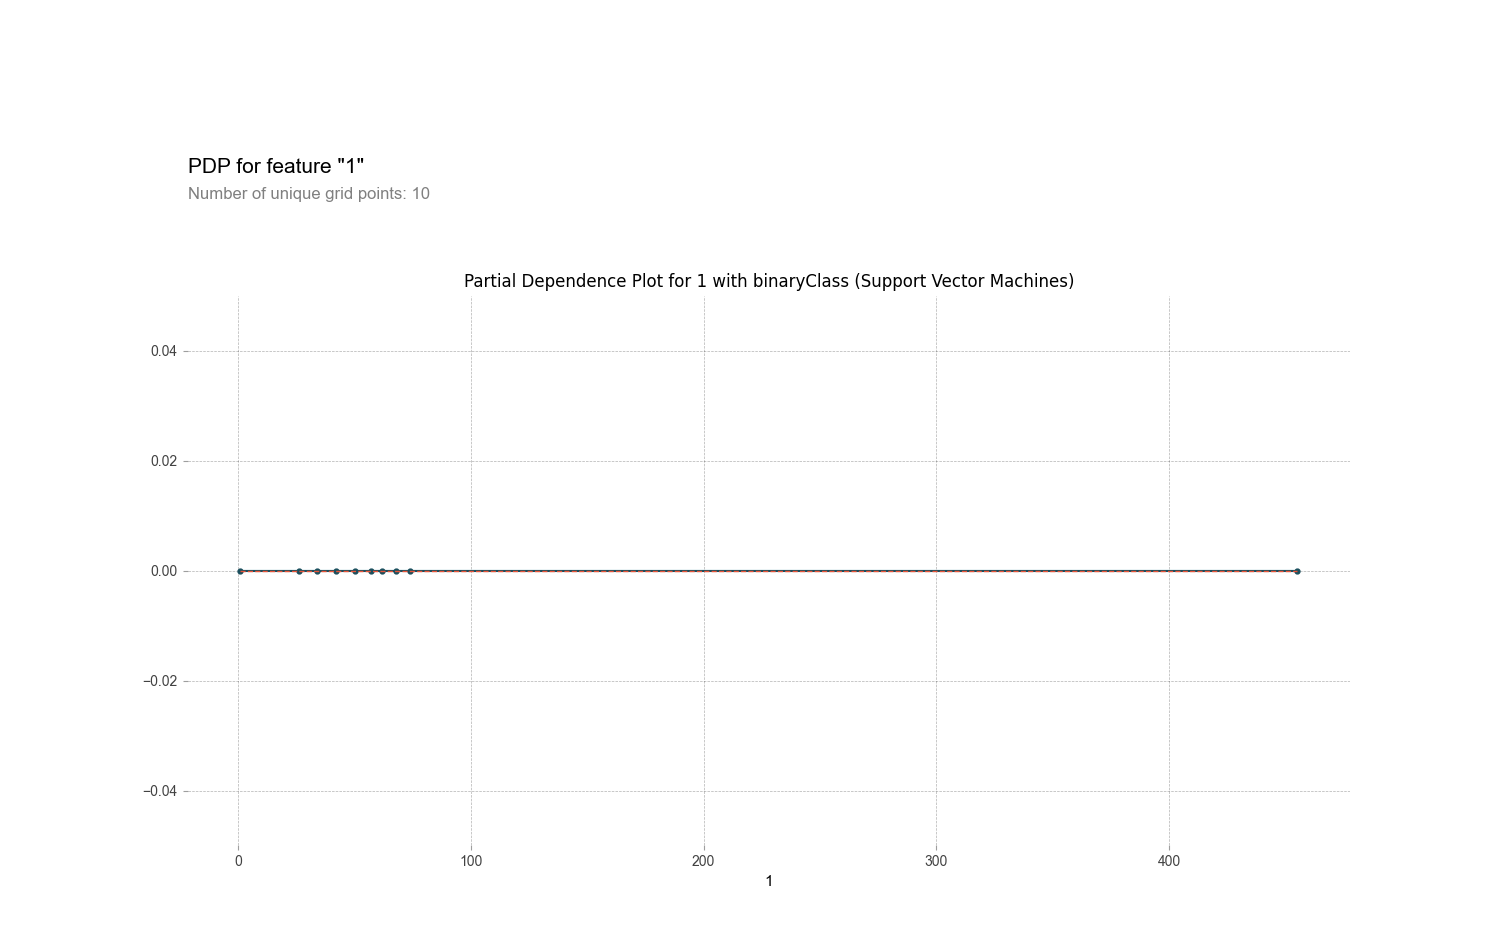 PDP for feature "1"
Number of unique grid points: 10
Partial Dependence Plot for 1 with binaryClass (Support Vector Machines)
0.04
0.02
0.00
−0.02
−0.04
0 100 200 300 400
1